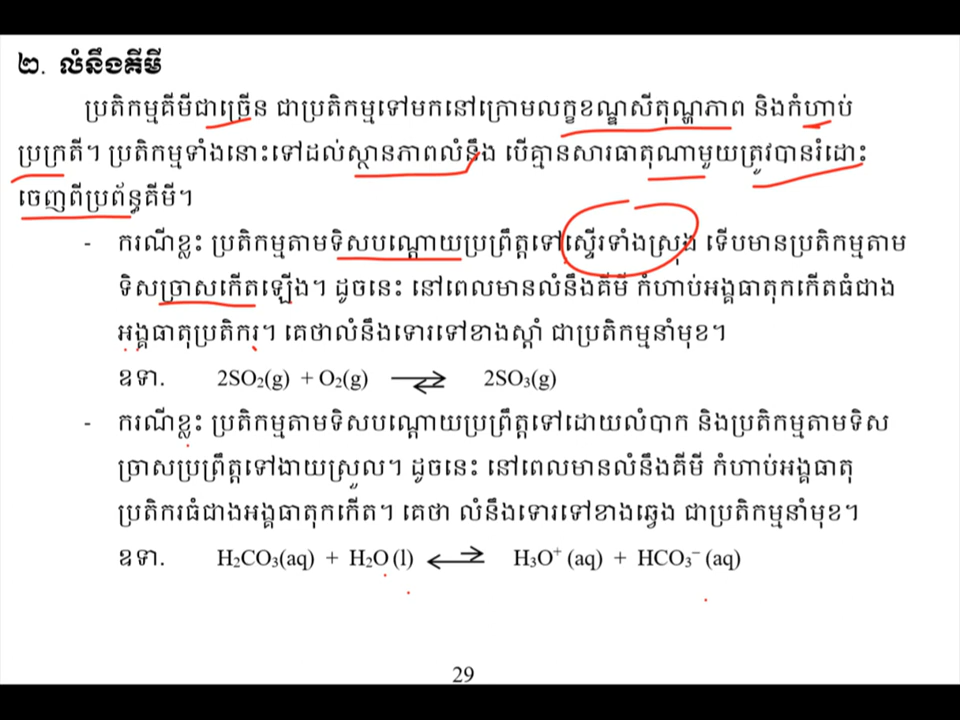 ២. លំនឹងគីមី
ប្រតិកម្មគីមីជាច្រើន ជាប្រតិកម្មទៅមកនៅក្រោមលក្ខខណ្ឌសីតុណ្ហភាព និងកំហាប់
ប្រក្រតី។ ប្រតិកម្មទាំងនោះទៅដល់ស្ថានភាពលំនឹង បើគ្មានសារធាតុណាមួយត្រូវបានរំដោះ
ចេញពីប្រព័ន្ធគីមី។
- ករណីខ្លះ ប្រតិកម្មតាមទិសបណ្ដោយប្រព្រឹត្តទៅស្ទើរទាំងស្រុង ទើបមានប្រតិកម្មតាម
ទិសច្រាសកើតឡើង។ ដូចនេះ នៅពេលមានលំនឹងគីមី កំហាប់អង្គធាតុកកើតធំជាង
អង្គធាតុប្រតិករ។ គេថាលំនឹងទោរទៅខាងស្ដាំ ជាប្រតិកម្មនាំមុខ។
ឧទា. 2SO₂(g) + O₂(g) ⇌ 2SO₃(g)
- ករណីខ្លះ ប្រតិកម្មតាមទិសបណ្ដោយប្រព្រឹត្តទៅដោយលំបាក និងប្រតិកម្មតាមទិស
ច្រាសប្រព្រឹត្តទៅងាយស្រួល។ ដូចនេះ នៅពេលមានលំនឹងគីមី កំហាប់អង្គធាតុ
ប្រតិករធំជាងអង្គធាតុកកើត។ គេថា លំនឹងទោរទៅខាងឆ្វេង ជាប្រតិកម្មនាំមុខ។
ឧទា. H₂CO₃(aq) + H₂O (l) ⇌ H₃O⁺ (aq) + HCO₃⁻ (aq)
29